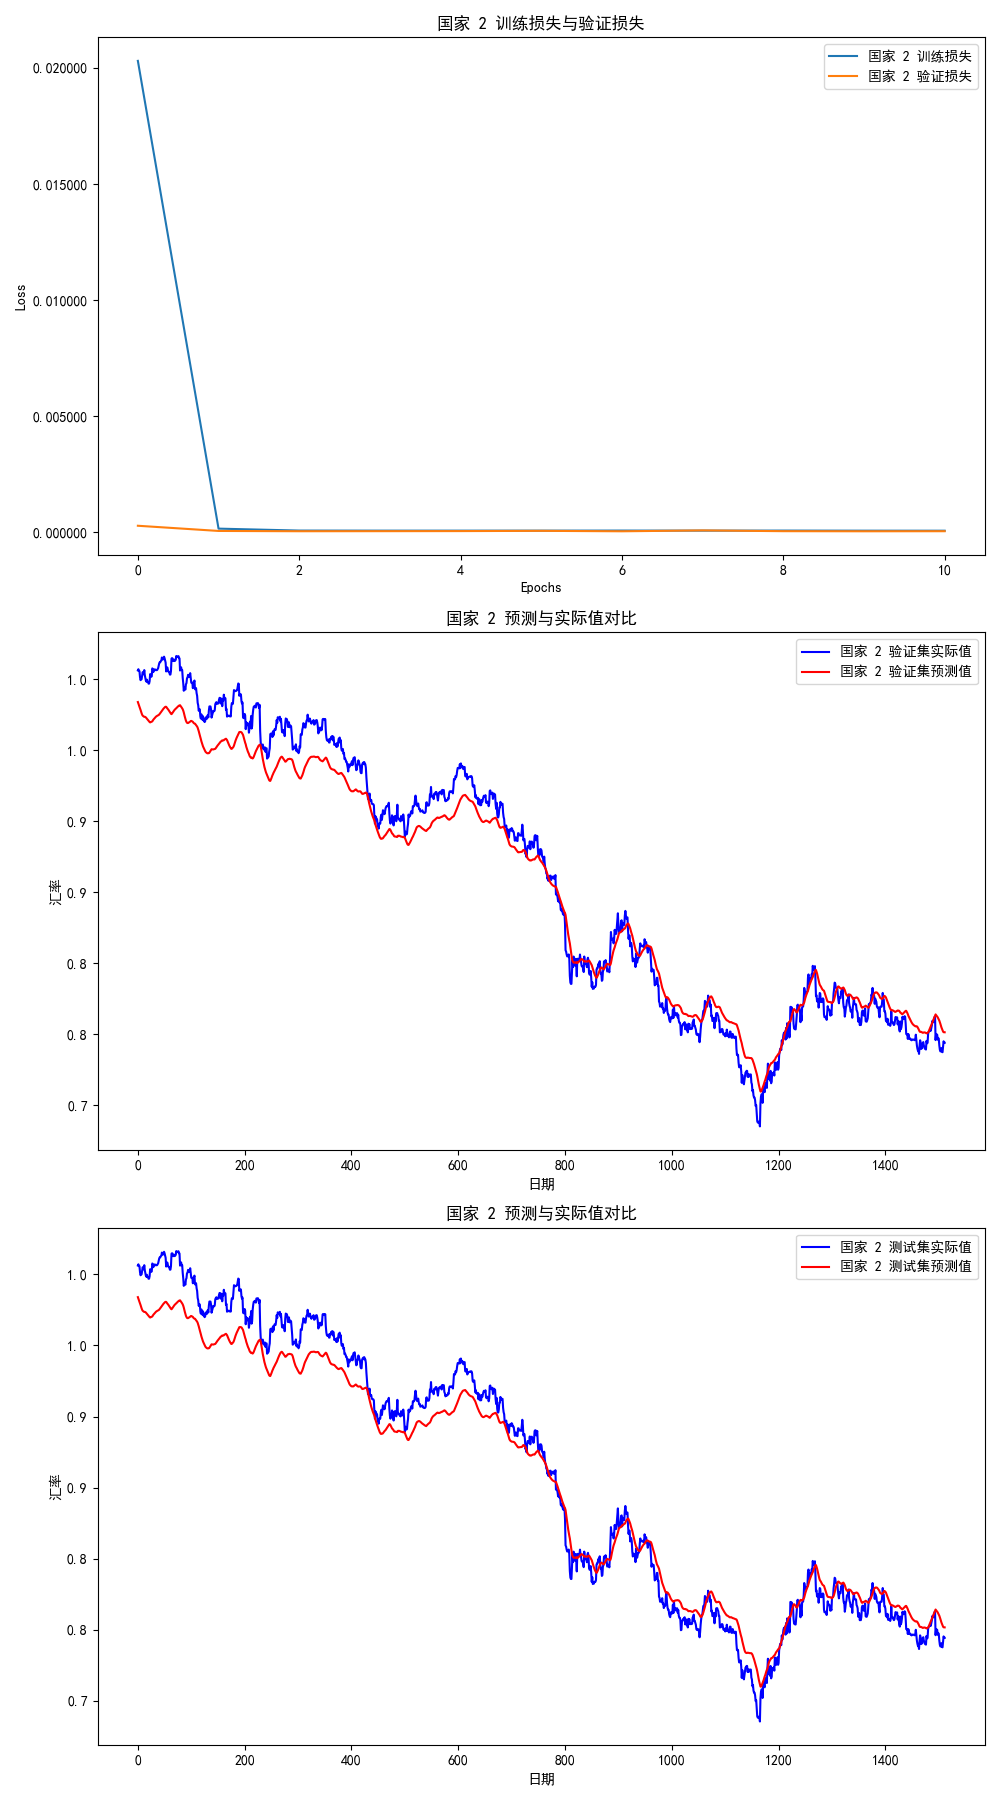 国家 2 训练损失与验证损失
国家 2 训练损失
国家 2 验证损失
0.020000
0.015000
0.010000
0.005000
0.000000
Loss
0 2 4 6 8 10
Epochs
国家 2 预测与实际值对比
国家 2 验证集实际值
国家 2 验证集预测值
1.0
1.0
0.9
0.9
0.8
0.8
0.7
汇率
0 200 400 600 800 1000 1200 1400
日期
国家 2 预测与实际值对比
国家 2 测试集实际值
国家 2 测试集预测值
1.0
1.0
0.9
0.9
0.8
0.8
0.7
汇率
0 200 400 600 800 1000 1200 1400
日期